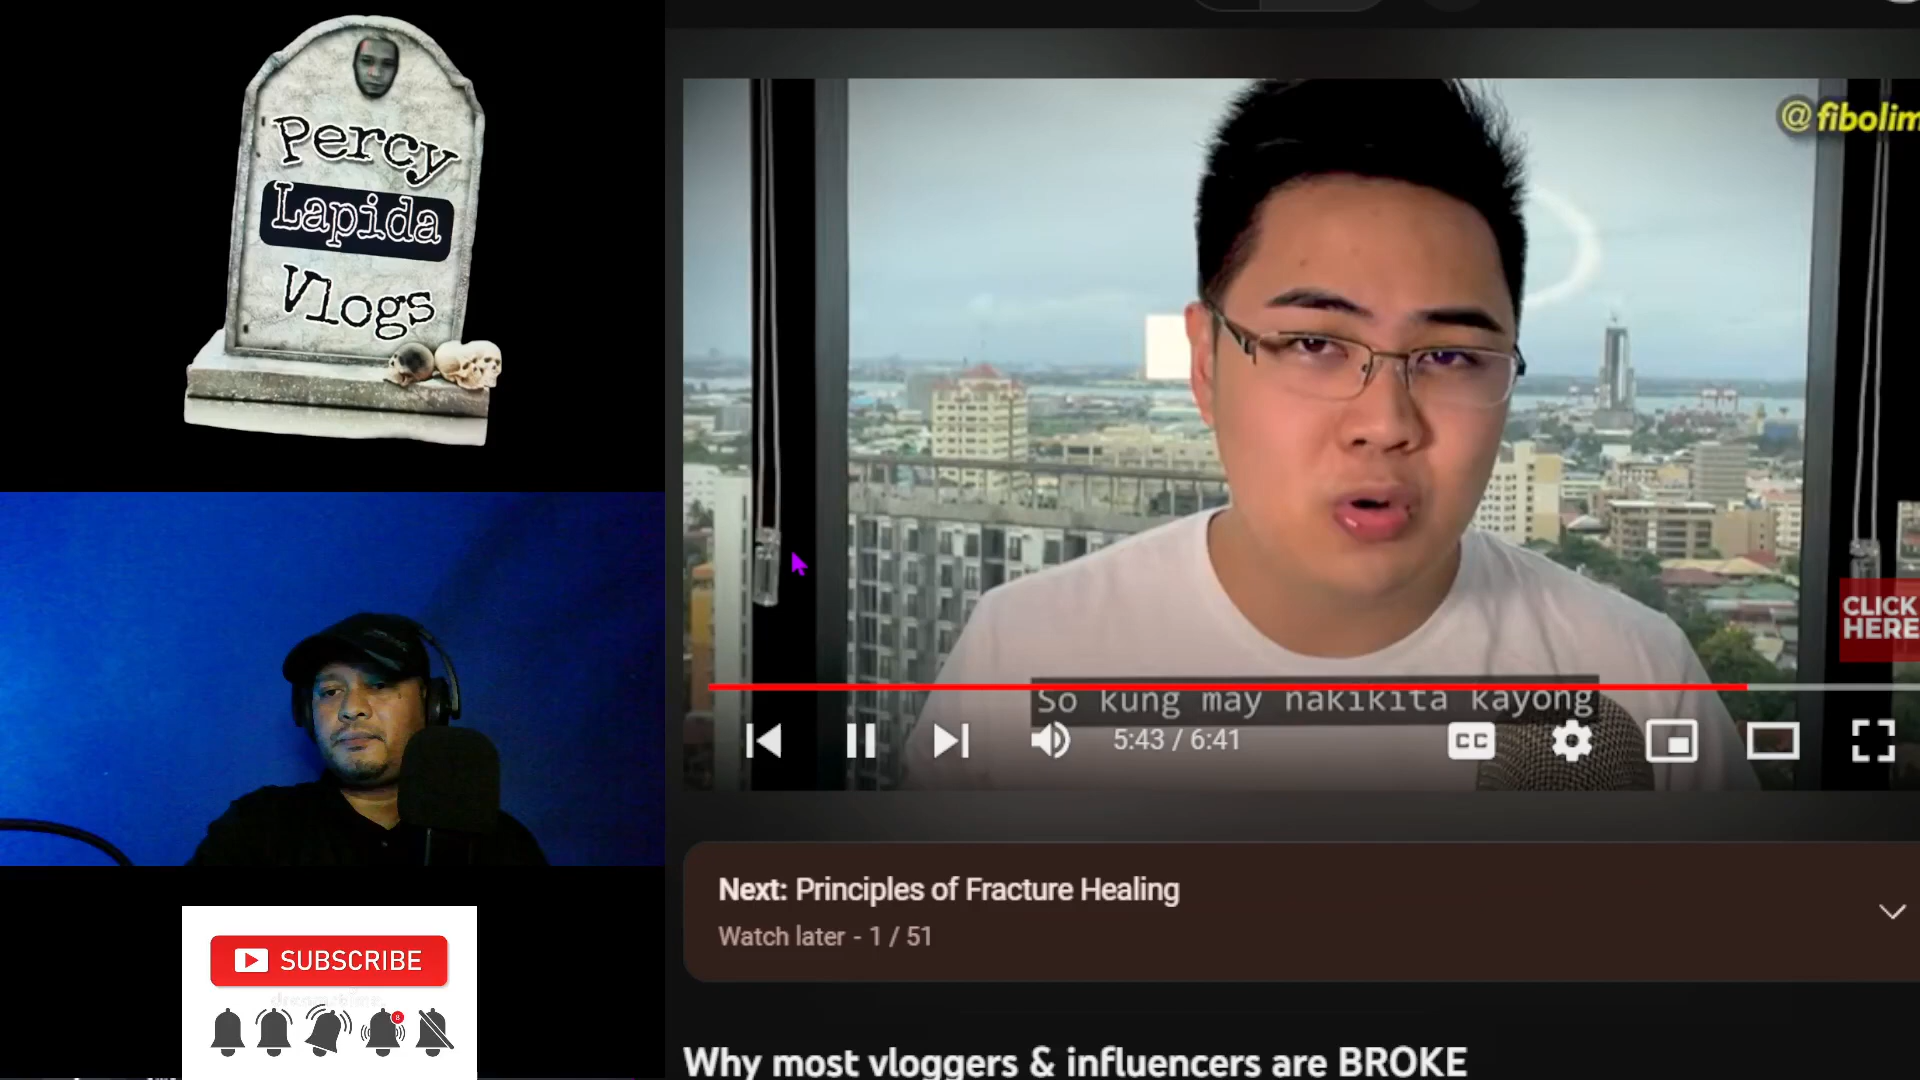 Percy
Lapida
Vlogs
@fibolim
So kung may nakikita kayong
CLICK
HERE
5:43 / 6:41
CC
Next: Principles of Fracture Healing
Watch later - 1 / 51
SUBSCRIBE
8
Why most vloggers & influencers are BROKE